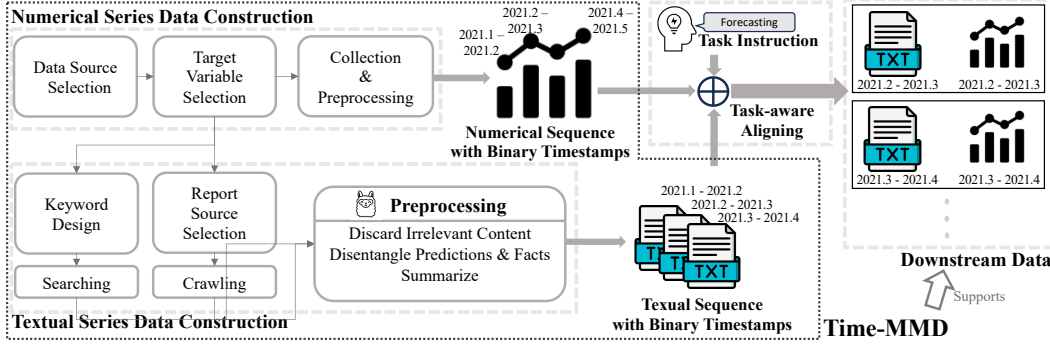 Numerical Series Data Construction
Data Source
Selection
Target
Variable
Selection
Collection
&
Preprocessing
2021.1 –
2021.2
2021.2 –
2021.3
2021.4 –
2021.5
Numerical Sequence
with Binary Timestamps
Forecasting
Task Instruction
Task-aware
Aligning
TXT
2021.2 - 2021.3
2021.2 - 2021.3
TXT
2021.3 - 2021.4
2021.3 - 2021.4
Downstream Data
Supports
Keyword
Design
Report
Source
Selection
Searching
Crawling
Preprocessing
Discard Irrelevant Content
Disentangle Predictions & Facts
Summarize
2021.1 - 2021.2
2021.2 - 2021.3
2021.3 - 2021.4
TXT
TXT
TXT
Texual Sequence
with Binary Timestamps
Textual Series Data Construction
Time-MMD